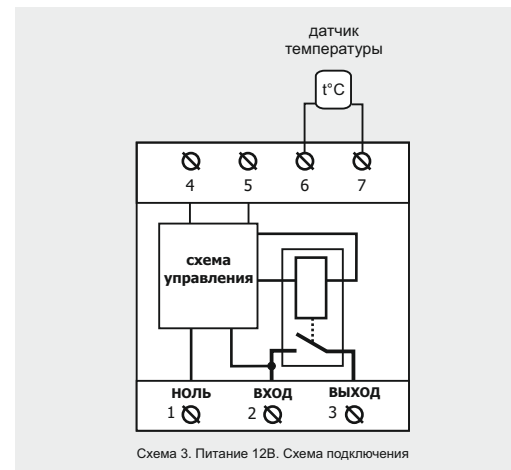 датчик
температуры
t°C
4 5 6 7
схема
управления
НОЛЬ ВХОД ВЫХОД
1 2 3
Схема 3. Питание 12В. Схема подключения